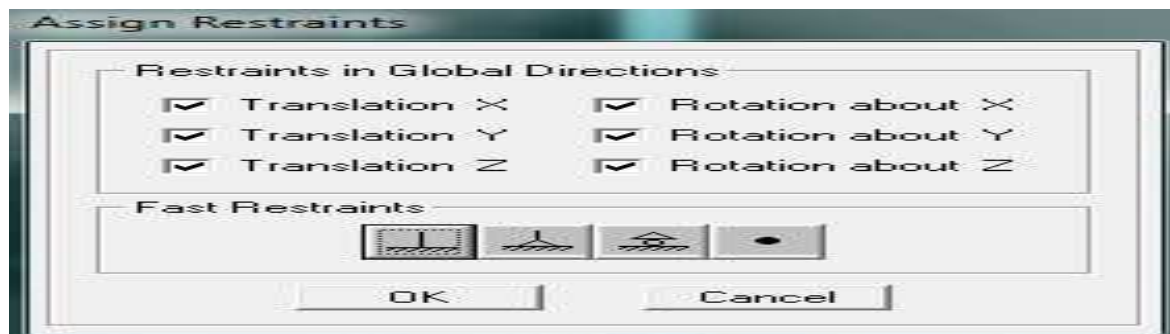 Assign Restraints
Restraints in Global Directions
Translation X Rotation about X
Translation Y Rotation about Y
Translation Z Rotation about Z
Fast Restraints
OK Cancel